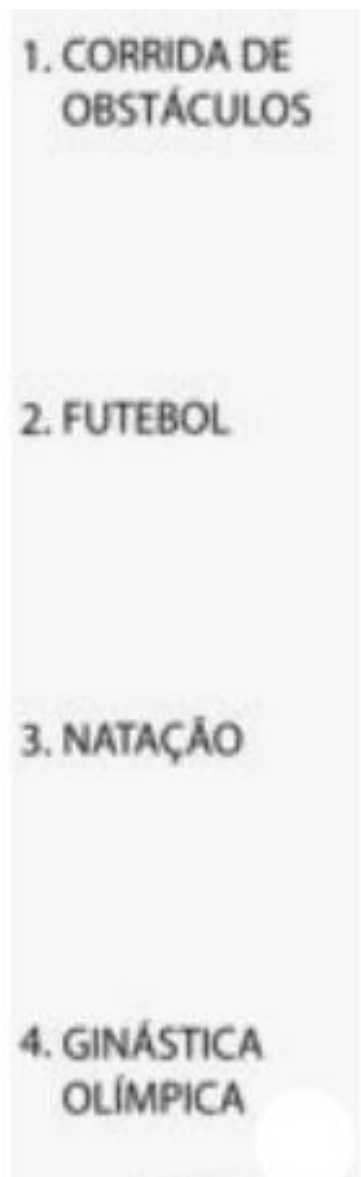 1. CORRIDA DE
OBSTÁCULOS
2. FUTEBOL
3. NATAÇÃO
4. GINÁSTICA
OLÍMPICA